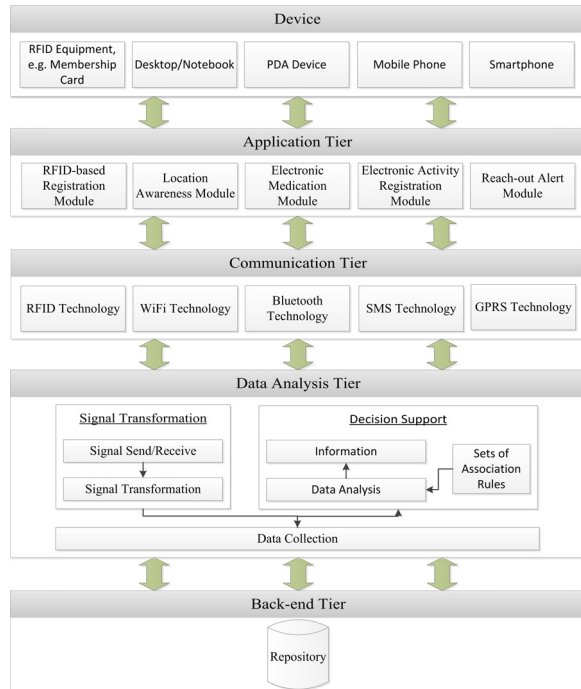 Device
RFID Equipment,
e.g. Membership
Card
Desktop/Notebook
PDA Device
Mobile Phone
Smartphone
Application Tier
RFID-based
Registration
Module
Location
Awareness Module
Electronic
Medication
Module
Electronic Activity
Registration
Module
Reach-out Alert
Module
Communication Tier
RFID Technology
WiFi Technology
Bluetooth
Technology
SMS Technology
GPRS Technology
Data Analysis Tier
Signal Transformation
Signal Send/Receive
Signal Transformation
Decision Support
Information
Data Analysis
Sets of
Association
Rules
Data Collection
Back-end Tier
Repository